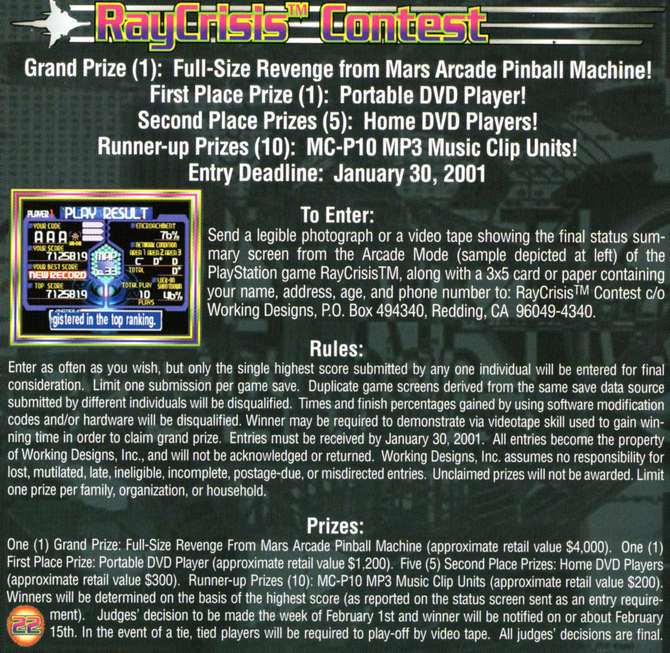 RayCrisis™ Contest
Grand Prize (1): Full-Size Revenge from Mars Arcade Pinball Machine!
First Place Prize (1): Portable DVD Player!
Second Place Prizes (5): Home DVD Players!
Runner-up Prizes (10): MC-P10 MP3 Music Clip Units!
Entry Deadline: January 30, 2001
PLAYER1 PLAY RESULT
YOUR CODE
AAA
YOUR SCORE
7125819
YOUR BEST SCORE
NEW RECORD
TOP SCORE
7125819
MAP
No.33
ENCROACHMENT
7b%
NETWORK CONDITION
AREA 1 AREA 2 AREA 3
C D* D
TOTAL D*
TOTAL PLAY
10
PLAYS
LOCK-ON
SHOOTDOWN
gistered in the top ranking.
To Enter:
Send a legible photograph or a video tape showing the final status sum-
mary screen from the Arcade Mode (sample depicted at left) of the
PlayStation game RayCrisisTM, along with a 3x5 card or paper containing
your name, address, age, and phone number to: RayCrisis™ Contest c/o
Working Designs, P.O. Box 494340, Redding, CA 96049-4340.
Rules:
Enter as often as you wish, but only the single highest score submitted by any one individual will be entered for final
consideration. Limit one submission per game save. Duplicate game screens derived from the same save data source
submitted by different individuals will be disqualified. Times and finish percentages gained by using software modification
codes and/or hardware will be disqualified. Winner may be required to demonstrate via videotape skill used to gain win-
ning time in order to claim grand prize. Entries must be received by January 30, 2001. All entries become the property
of Working Designs, Inc., and will not be acknowledged or returned. Working Designs, Inc. assumes no responsibility for
lost, mutilated, late, ineligible, incomplete, postage-due, or misdirected entries. Unclaimed prizes will not be awarded. Limit
one prize per family, organization, or household.
Prizes:
One (1) Grand Prize: Full-Size Revenge From Mars Arcade Pinball Machine (approximate retail value $4,000). One (1)
First Place Prize: Portable DVD Player (approximate retail value $1,200). Five (5) Second Place Prizes: Home DVD Players
(approximate retail value $300). Runner-up Prizes (10): MC-P10 MP3 Music Clip Units (approximate retail value $200).
Winners will be determined on the basis of the highest score (as reported on the status screen sent as an entry require-
ment). Judges' decision to be made the week of February 1st and winner will be notified on or about February
15th. In the event of a tie, tied players will be required to play-off by video tape. All judges' decisions are final.
22